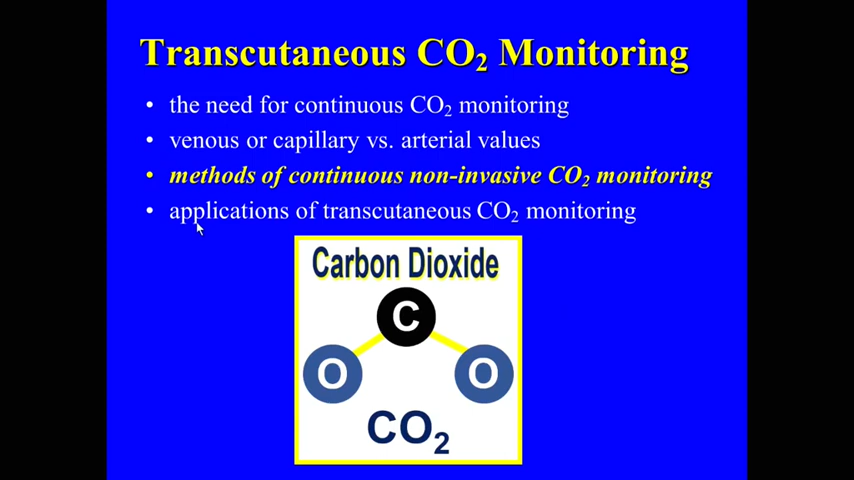 Transcutaneous CO₂ Monitoring
• the need for continuous CO₂ monitoring
• venous or capillary vs. arterial values
• methods of continuous non-invasive CO₂ monitoring
• applications of transcutaneous CO₂ monitoring
Carbon Dioxide
C
O O
CO₂